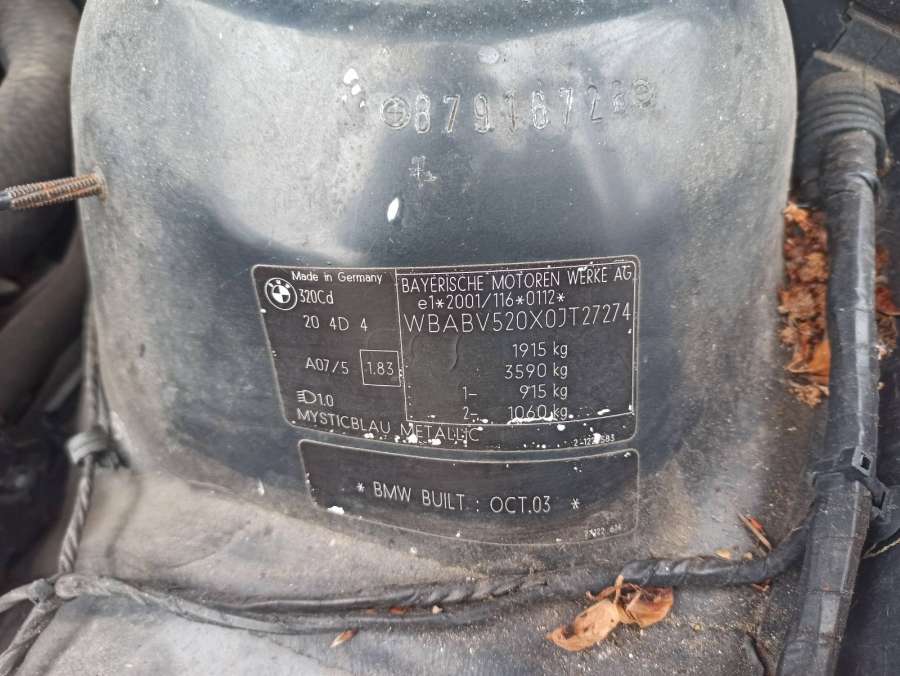 Made in Germany
320Cd
20 4D 4
A07/5 1.83
1.0
MYSTICBLAU METALLIC
BAYERISCHE MOTOREN WERKE AG
e1*2001/116*0112*
WBABV520X0JT27274
1915 kg
3590 kg
1- 915 kg
2- 1060 kg
* BMW BUILT : OCT.03 *